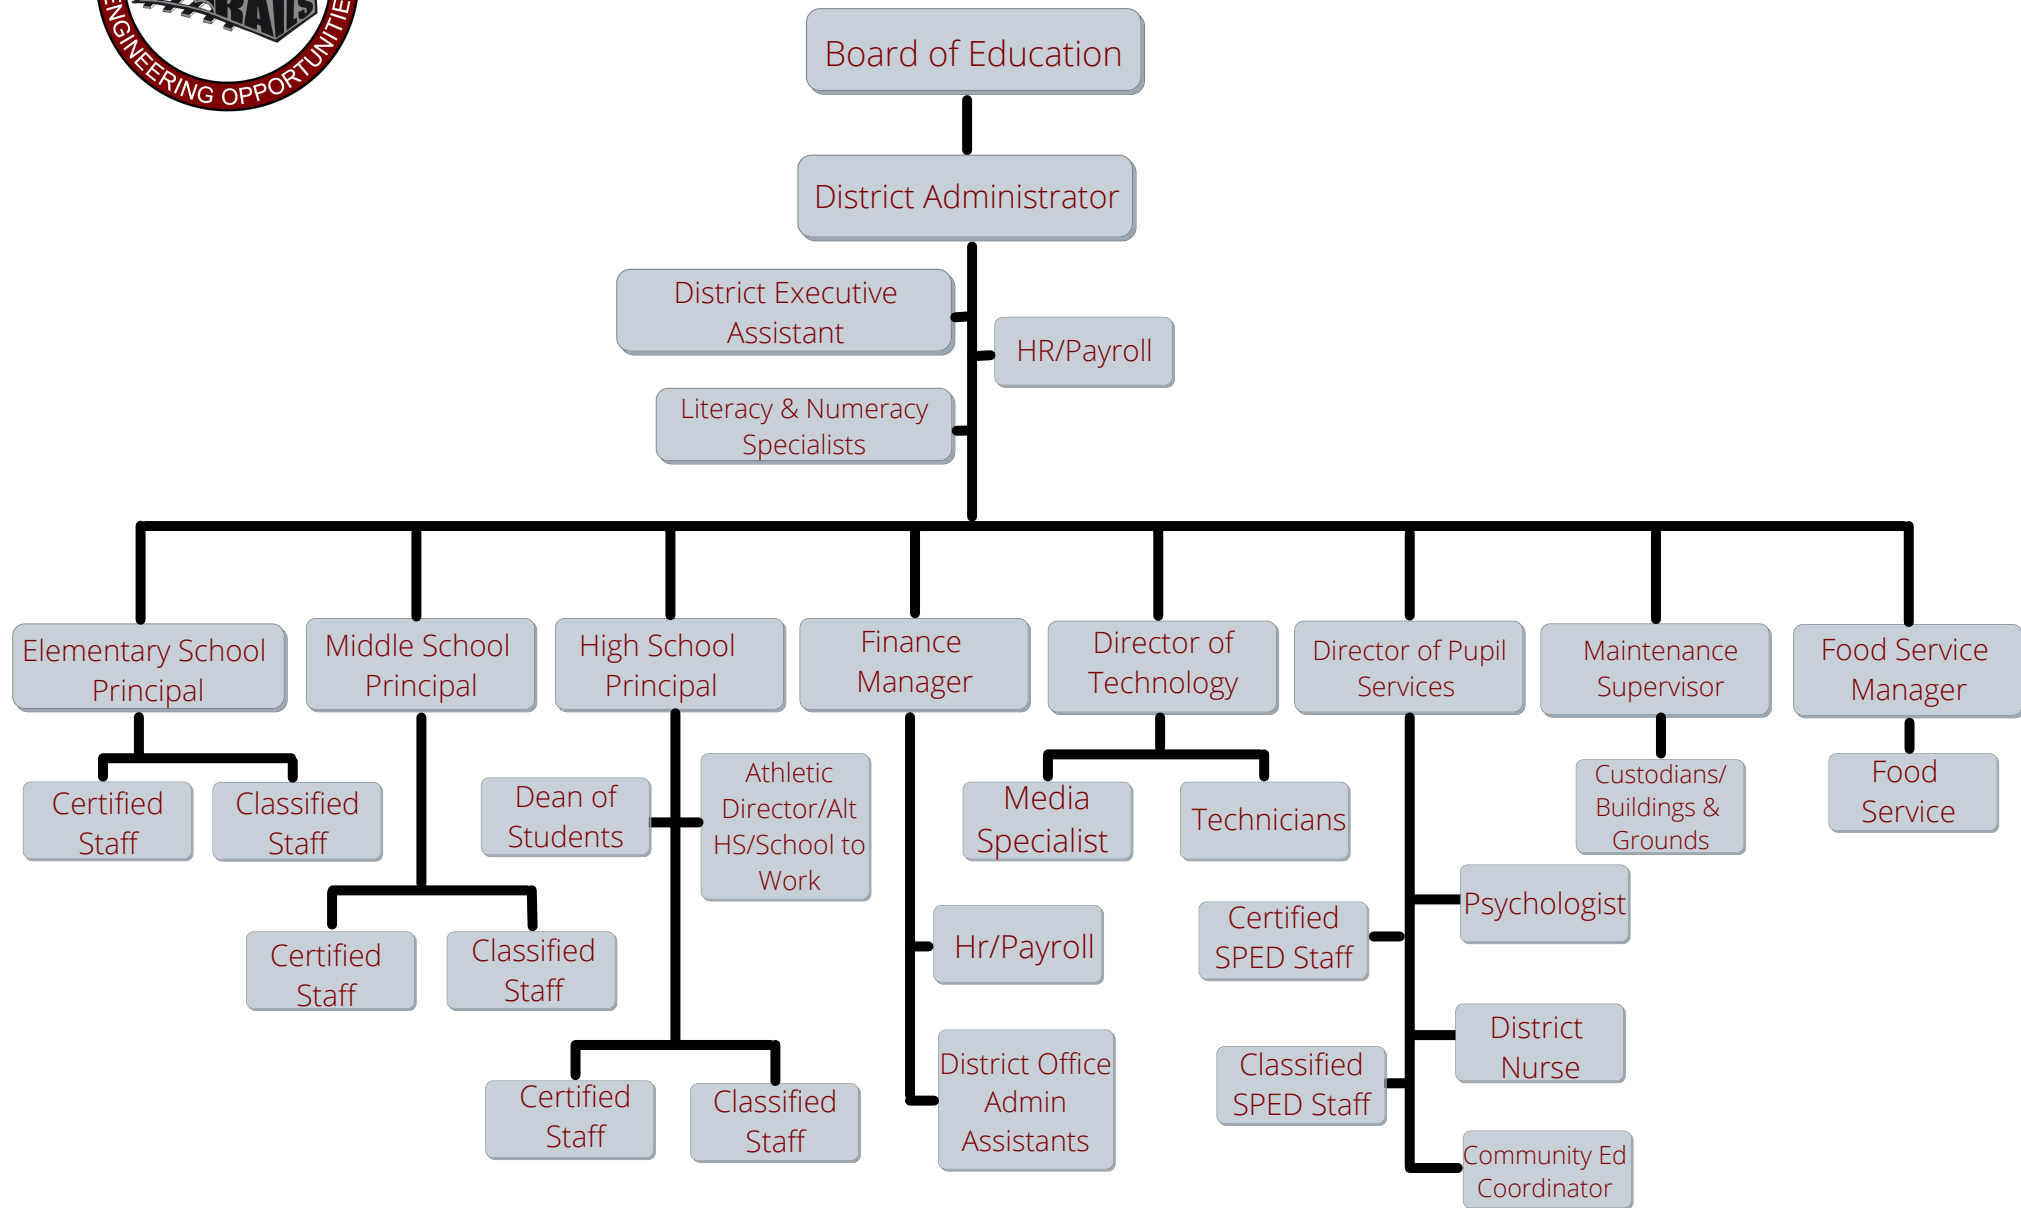 RAILS
ENGINEERING OPPORTUNITIE
Board of Education
District Administrator
District Executive
Assistant
HR/Payroll
Literacy & Numeracy
Specialists
Elementary School
Principal
Middle School
Principal
High School
Principal
Finance
Manager
Director of
Technology
Director of Pupil
Services
Maintenance
Supervisor
Food Service
Manager
Certified
Staff
Classified
Staff
Dean of
Students
Athletic
Director/Alt
HS/School to
Work
Media
Specialist
Technicians
Custodians/
Buildings &
Grounds
Food
Service
Certified
Staff
Classified
Staff
Hr/Payroll
Certified
SPED Staff
Psychologist
Certified
Staff
Classified
Staff
District Office
Admin
Assistants
Classified
SPED Staff
District
Nurse
Community Ed
Coordinator